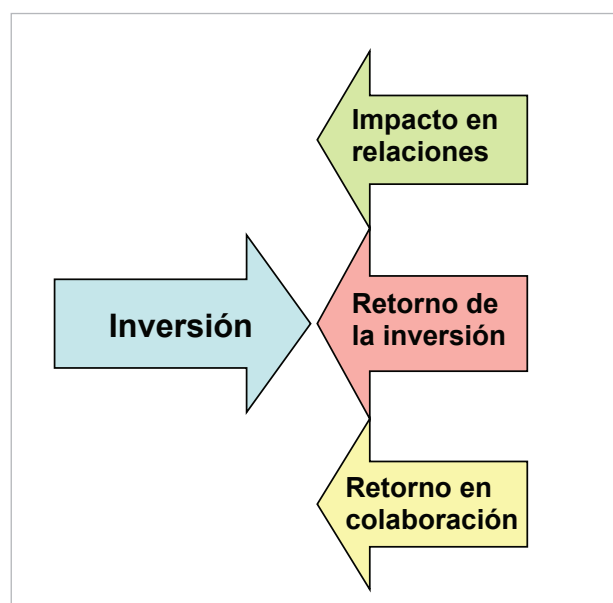 Impacto en
relaciones
Inversión
Retorno de
la inversión
Retorno en
colaboración